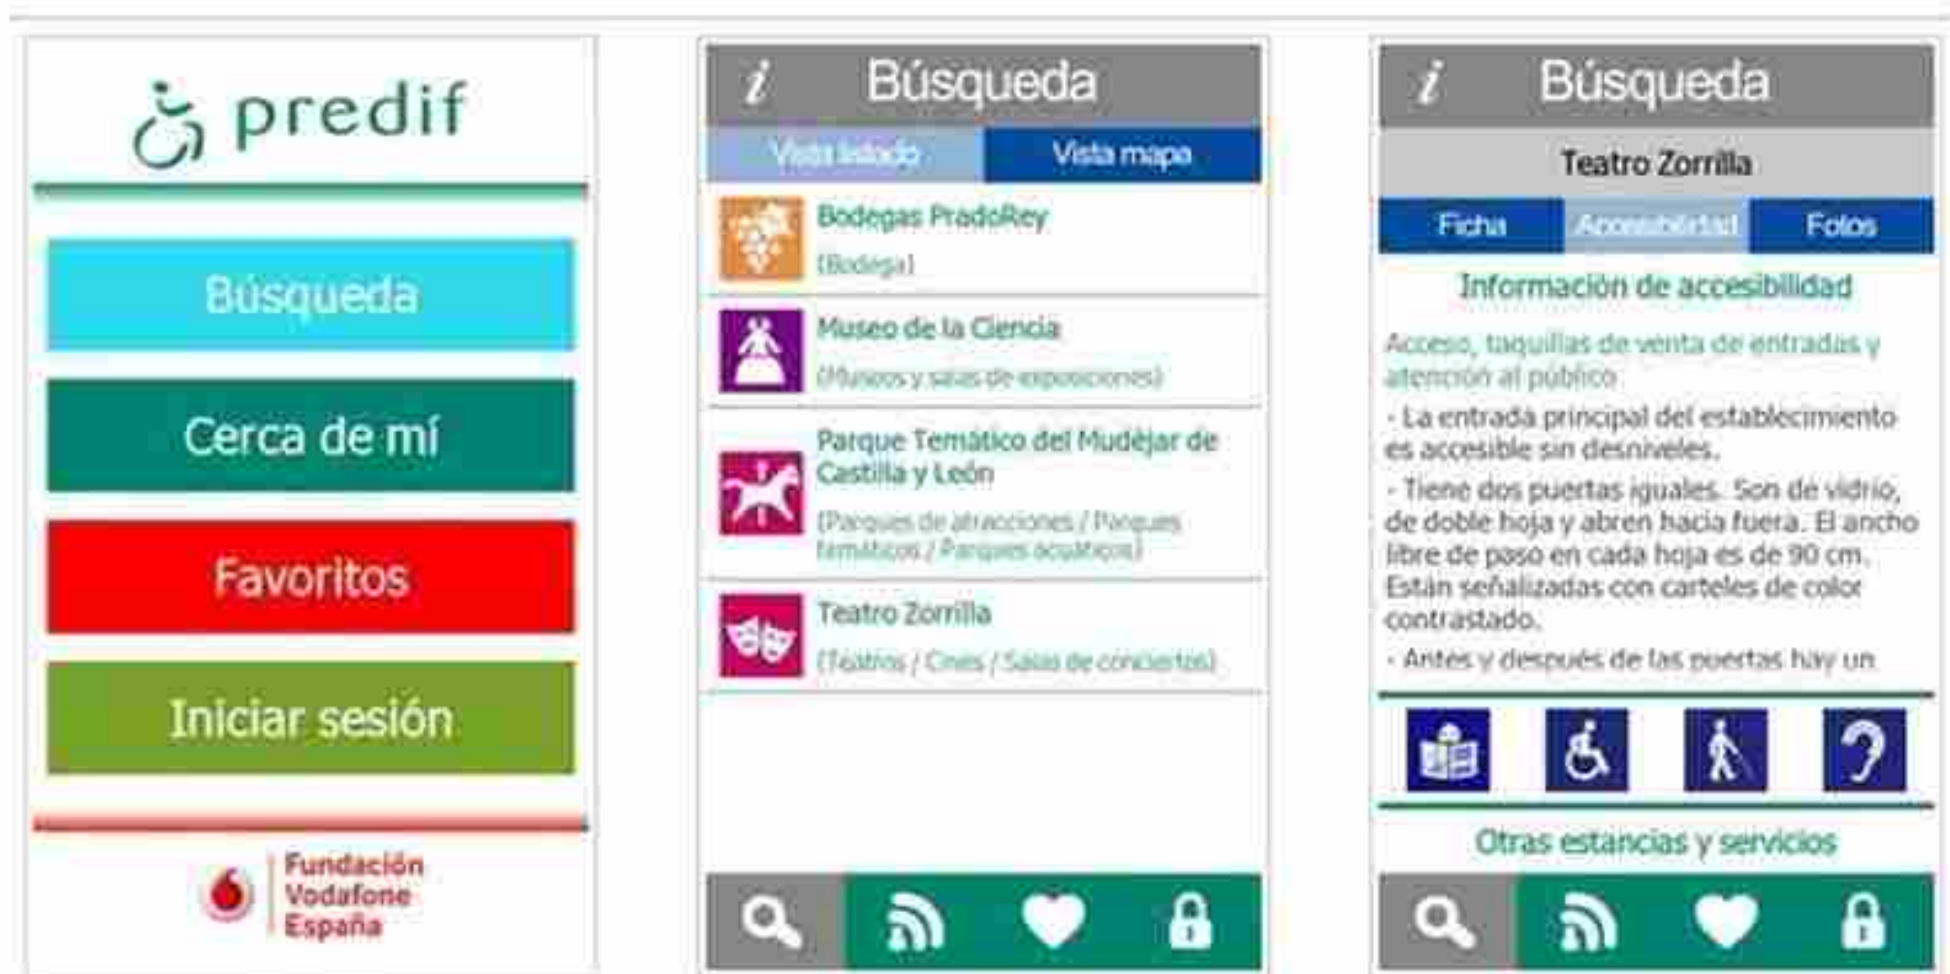 predif
Búsqueda
Cerca de mí
Favoritos
Iniciar sesión
Fundación
Vodafone
España
i Búsqueda
Vista listado Vista mapa
Bodegas PradoRey
(Bodega)
Museo de la Ciencia
(Museos y salas de exposiciones)
Parque Temático del Mudéjar de
Castilla y León
(Parques de atracciones / Parques
temáticos / Parques acuáticos)
Teatro Zorrilla
(Teatros / Cines / Salas de conciertos)
i Búsqueda
Teatro Zorrilla
Ficha Accesibilidad Fotos
Información de accesibilidad
Acceso, taquillas de venta de entradas y
atención al público
- La entrada principal del establecimiento
es accesible sin desniveles.
- Tiene dos puertas iguales. Son de vidrio,
de doble hoja y abren hacia fuera. El ancho
libre de paso en cada hoja es de 90 cm.
Están señalizadas con carteles de color
contrastado.
- Antes y después de las puertas hay un
Otras estancias y servicios